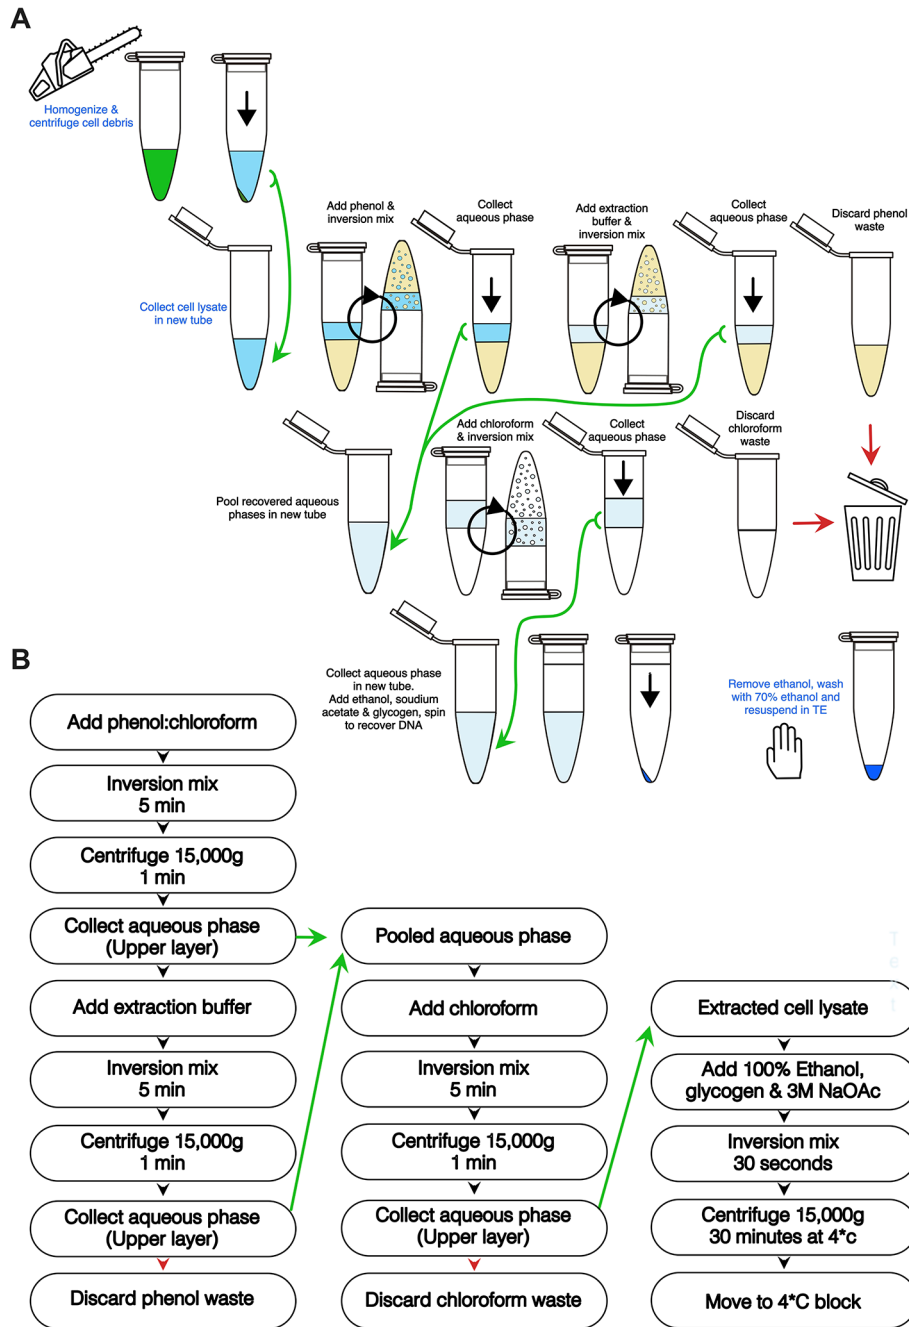 A
Homogenize &
centrifuge cell debris
Add phenol &
inversion mix
Collect
aqueous phase
Add extraction
buffer &
inversion mix
Collect
aqueous phase
Discard phenol
waste
Collect cell lysate
in new tube
Add chloroform
& inversion mix
Collect
aqueous phase
Discard
chloroform
waste
Pool recovered aqueous
phases in new tube
B
Collect aqueous phase
in new tube.
Add ethanol, soudium
acetate & glycogen, spin
to recover DNA
Remove ethanol, wash
with 70% ethanol and
resuspend in TE
Add phenol:chloroform
Inversion mix
5 min
Centrifuge 15,000g
1 min
Collect aqueous phase
(Upper layer)
Add extraction buffer
Inversion mix
5 min
Centrifuge 15,000g
1 min
Collect aqueous phase
(Upper layer)
Discard phenol waste
Pooled aqueous phase
Add chloroform
Inversion mix
5 min
Centrifuge 15,000g
1 min
Collect aqueous phase
(Upper layer)
Discard chloroform waste
Text
Extracted cell lysate
Add 100% Ethanol,
glycogen & 3M NaOAc
Inversion mix
30 seconds
Centrifuge 15,000g
30 minutes at 4*c
Move to 4*C block